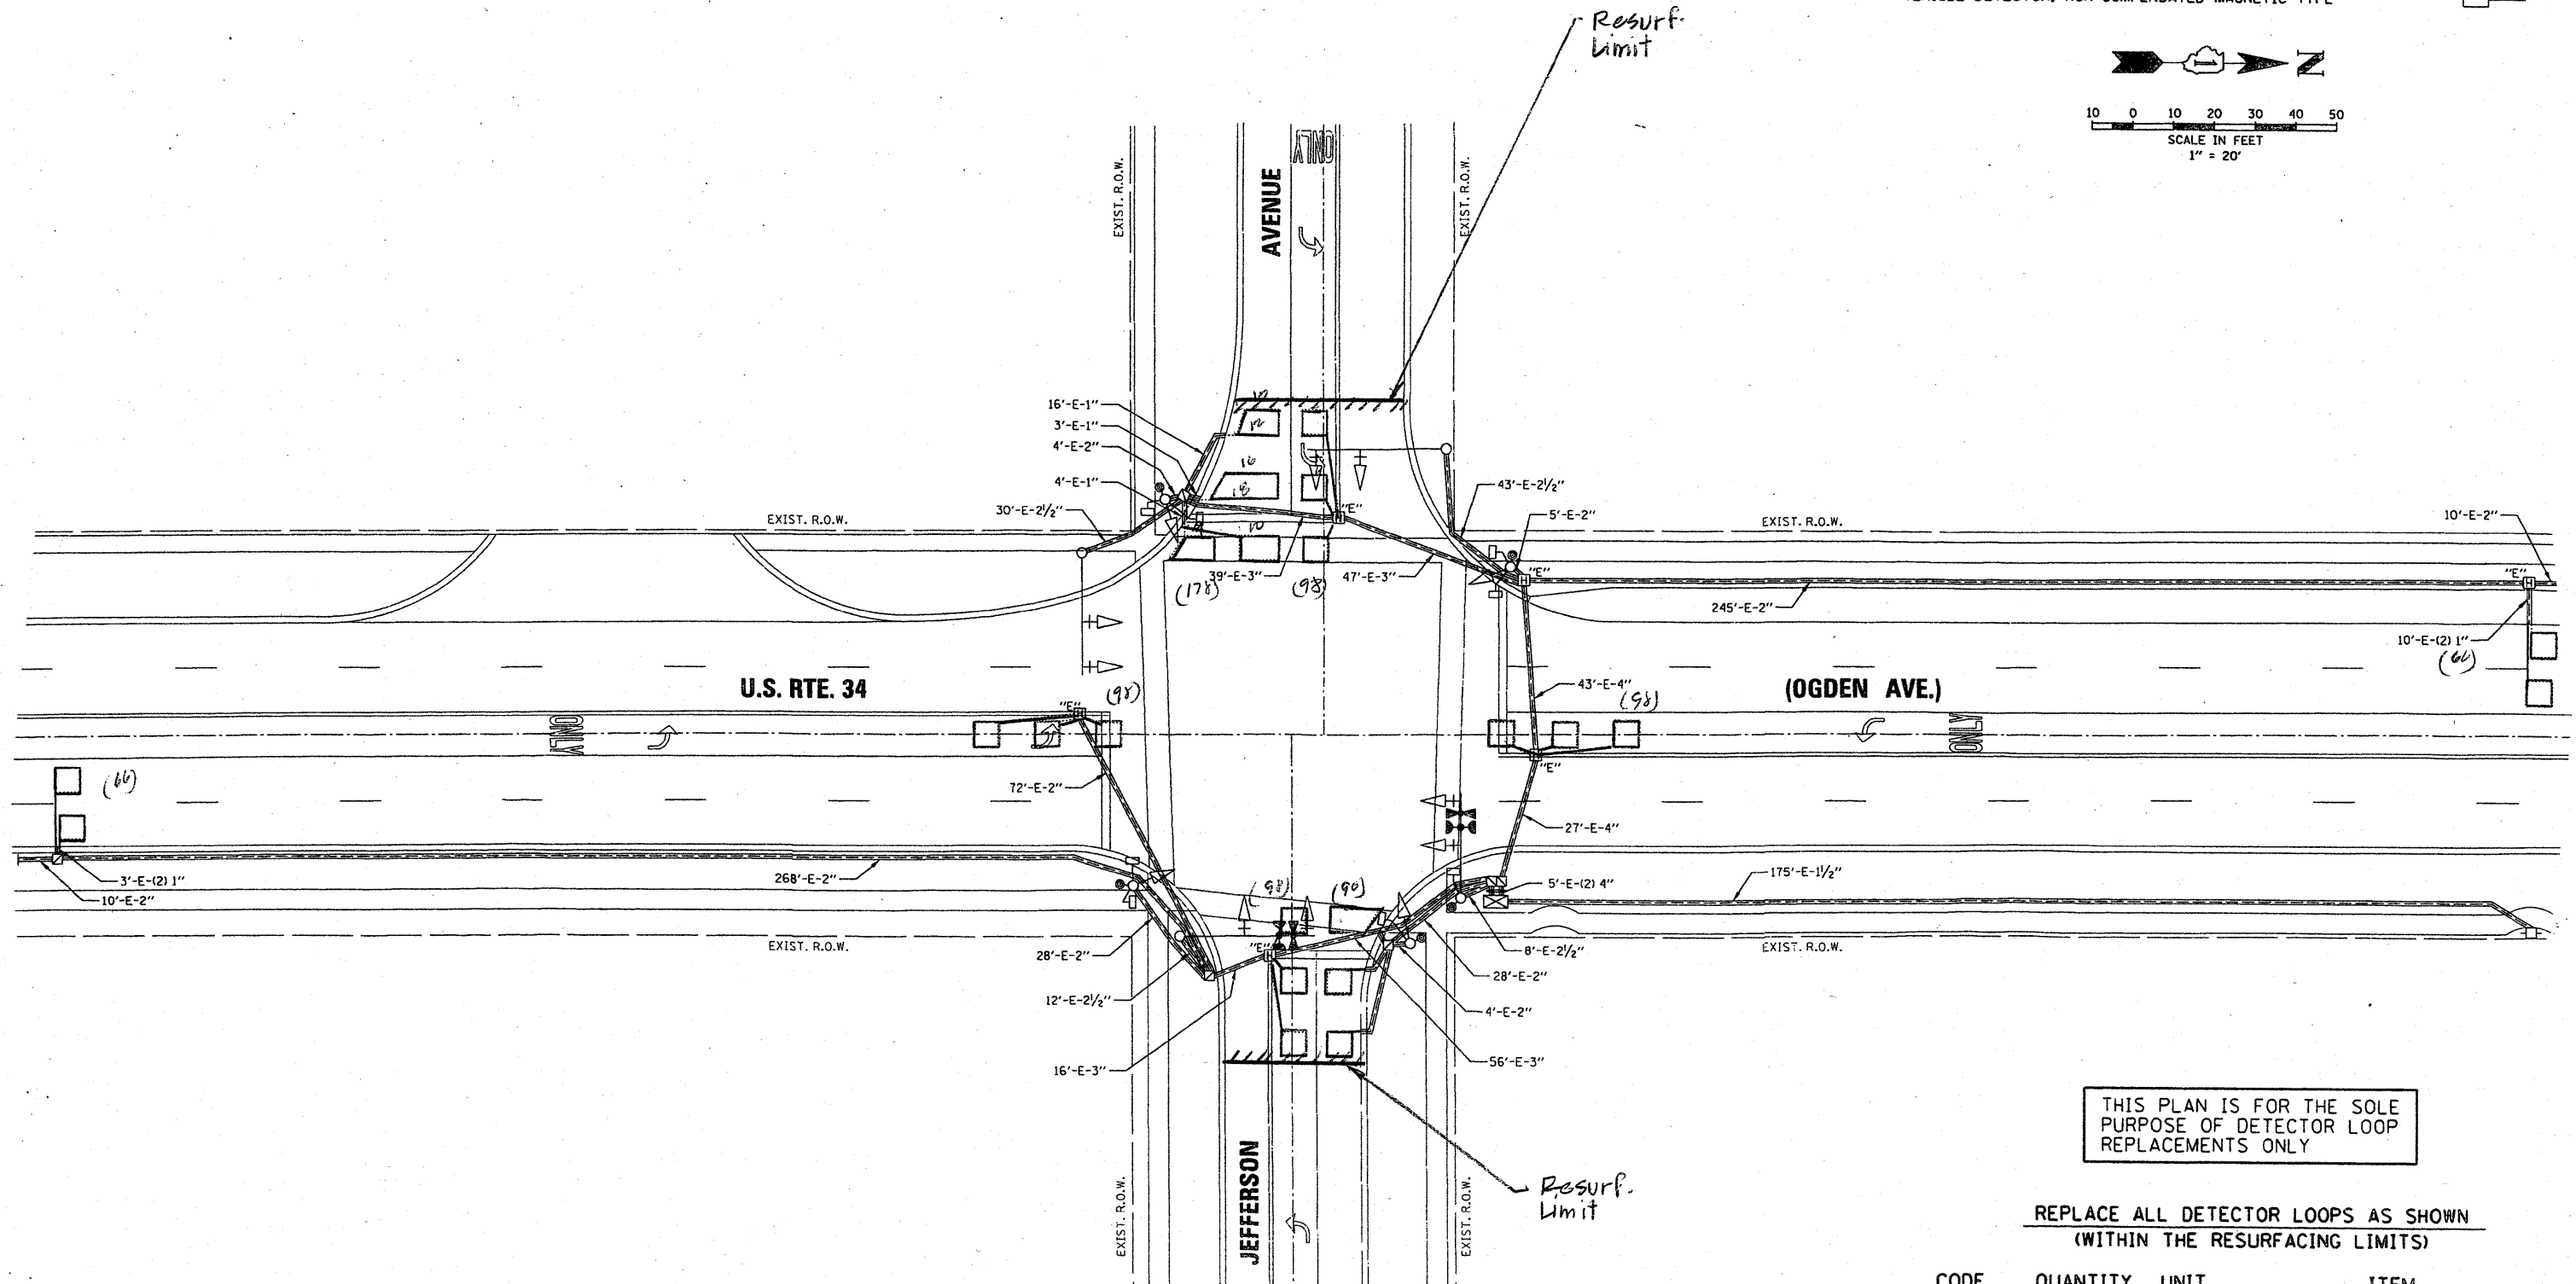 Resurf.
Limit
N
10 0 10 20 30 40 50
SCALE IN FEET
1" = 20'
ONLY
EXIST. R.O.W.
AVENUE
EXIST. R.O.W.
16'-E-1"
3'-E-1"
4'-E-2"
4'-E-1"
30'-E-2½"
10
12
16
18
10
"E"
43'-E-2½"
5'-E-2"
EXIST. R.O.W.
EXIST. R.O.W.
10'-E-2"
"E"
"E"
39'-E-3"
47'-E-3"
(178)
(98)
245'-E-2"
10'-E-(2) 1"
(66)
U.S. RTE. 34
(98)
43'-E-4"
(98)
(OGDEN AVE.)
"E"
ONLY
ONLY
"E"
(66)
72'-E-2"
27'-E-4"
3'-E-(2) 1"
10'-E-2"
268'-E-2"
(98)
(90)
5'-E-(2) 4"
175'-E-1½"
EXIST. R.O.W.
28'-E-2"
"E"
8'-E-2½"
EXIST. R.O.W.
28'-E-2"
12'-E-2½"
4'-E-2"
16'-E-3"
56'-E-3"
THIS PLAN IS FOR THE SOLE
PURPOSE OF DETECTOR LOOP
REPLACEMENTS ONLY
JEFFERSON
EXIST. R.O.W.
EXIST. R.O.W.
Resurf.
Limit
REPLACE ALL DETECTOR LOOPS AS SHOWN
(WITHIN THE RESURFACING LIMITS)
CODE QUANTITY UNIT ITEM